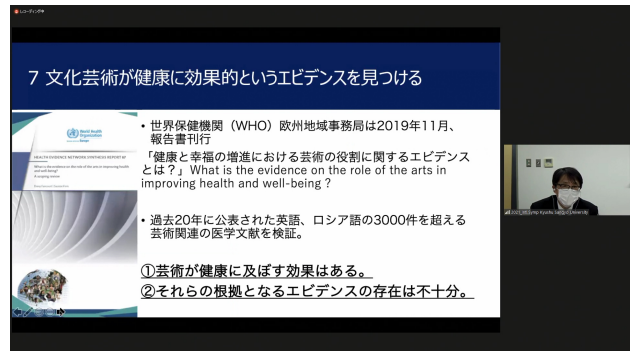 レコーディング中
7 文化芸術が健康に効果的というエビデンスを見つける
World Health
Organization
Europe
HEALTH EVIDENCE NETWORK SYNTHESIS REPORT 67
What is the evidence on the role of the arts in improving health
and well-being?
A scoping review
・世界保健機関（WHO）欧州地域事務局は2019年11月、
報告書刊行
「健康と幸福の増進における芸術の役割に関するエビデンス
とは？」What is the evidence on the role of the arts in
improving health and well-being ?
・過去20年に公表された英語、ロシア語の3000件を超える
芸術関連の医学文献を検証。
①芸術が健康に及ぼす効果はある。
②それらの根拠となるエビデンスの存在は不十分。
Kyushu Sangyo University